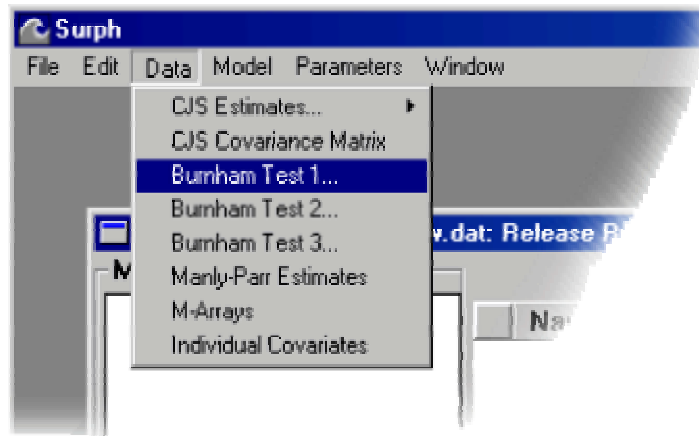 Surph
File Edit Data Model Parameters Window
CJS Estimates...
CJS Covariance Matrix
Burnham Test 1...
Burnham Test 2...
Burnham Test 3...
Manly-Parr Estimates
M-Arrays
Individual Covariates
.dat: Release